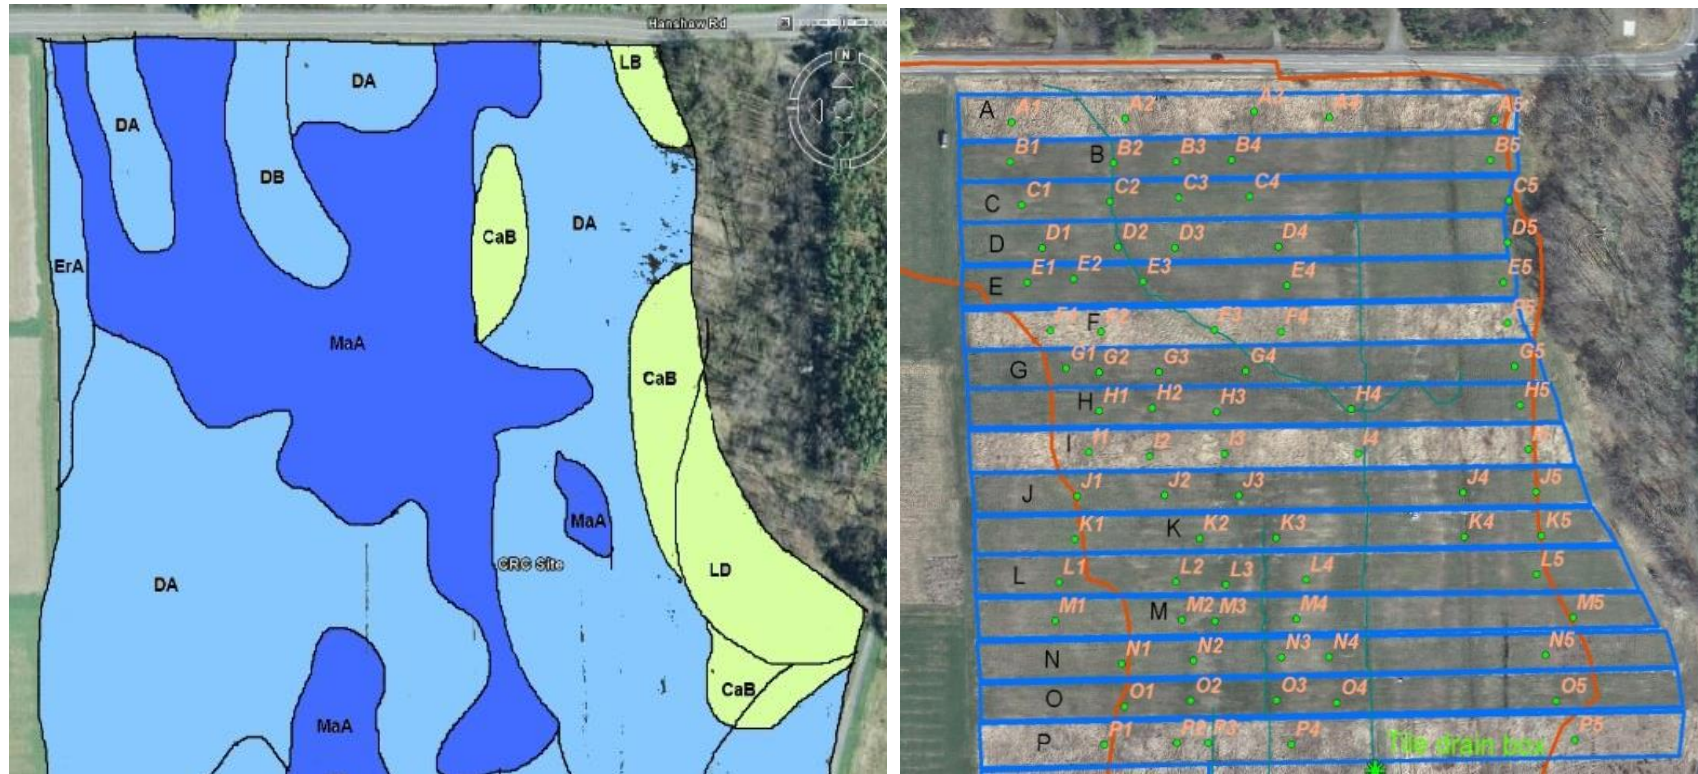 Hanshaw Rd
N
LB
DA
DA
DB
CaB
DA
ErA
MaA
CaB
MaA
CRC Site
LD
DA
CaB
MaA
A A1 A2 A3 A4 A5
B1 B B2 B3 B4 B5
C C1 C2 C3 C4 C5
D D1 D2 D3 D4 D5
E E1 E2 E3 E4 E5
F1 F F2 F3 F4 F5
G G1 G2 G3 G4 G5
H H1 H2 H3 H4 H5
I I1 I2 I3 I4
J J1 J2 J3 J4 J5
K1 K K2 K3 K4 K5
L L1 L2 L3 L4 L5
M1 M M2 M3 M4 M5
N N1 N2 N3 N4 N5
O O1 O2 O3 O4 O5
P P1 P2 P3 P4 P5
Tile drain box